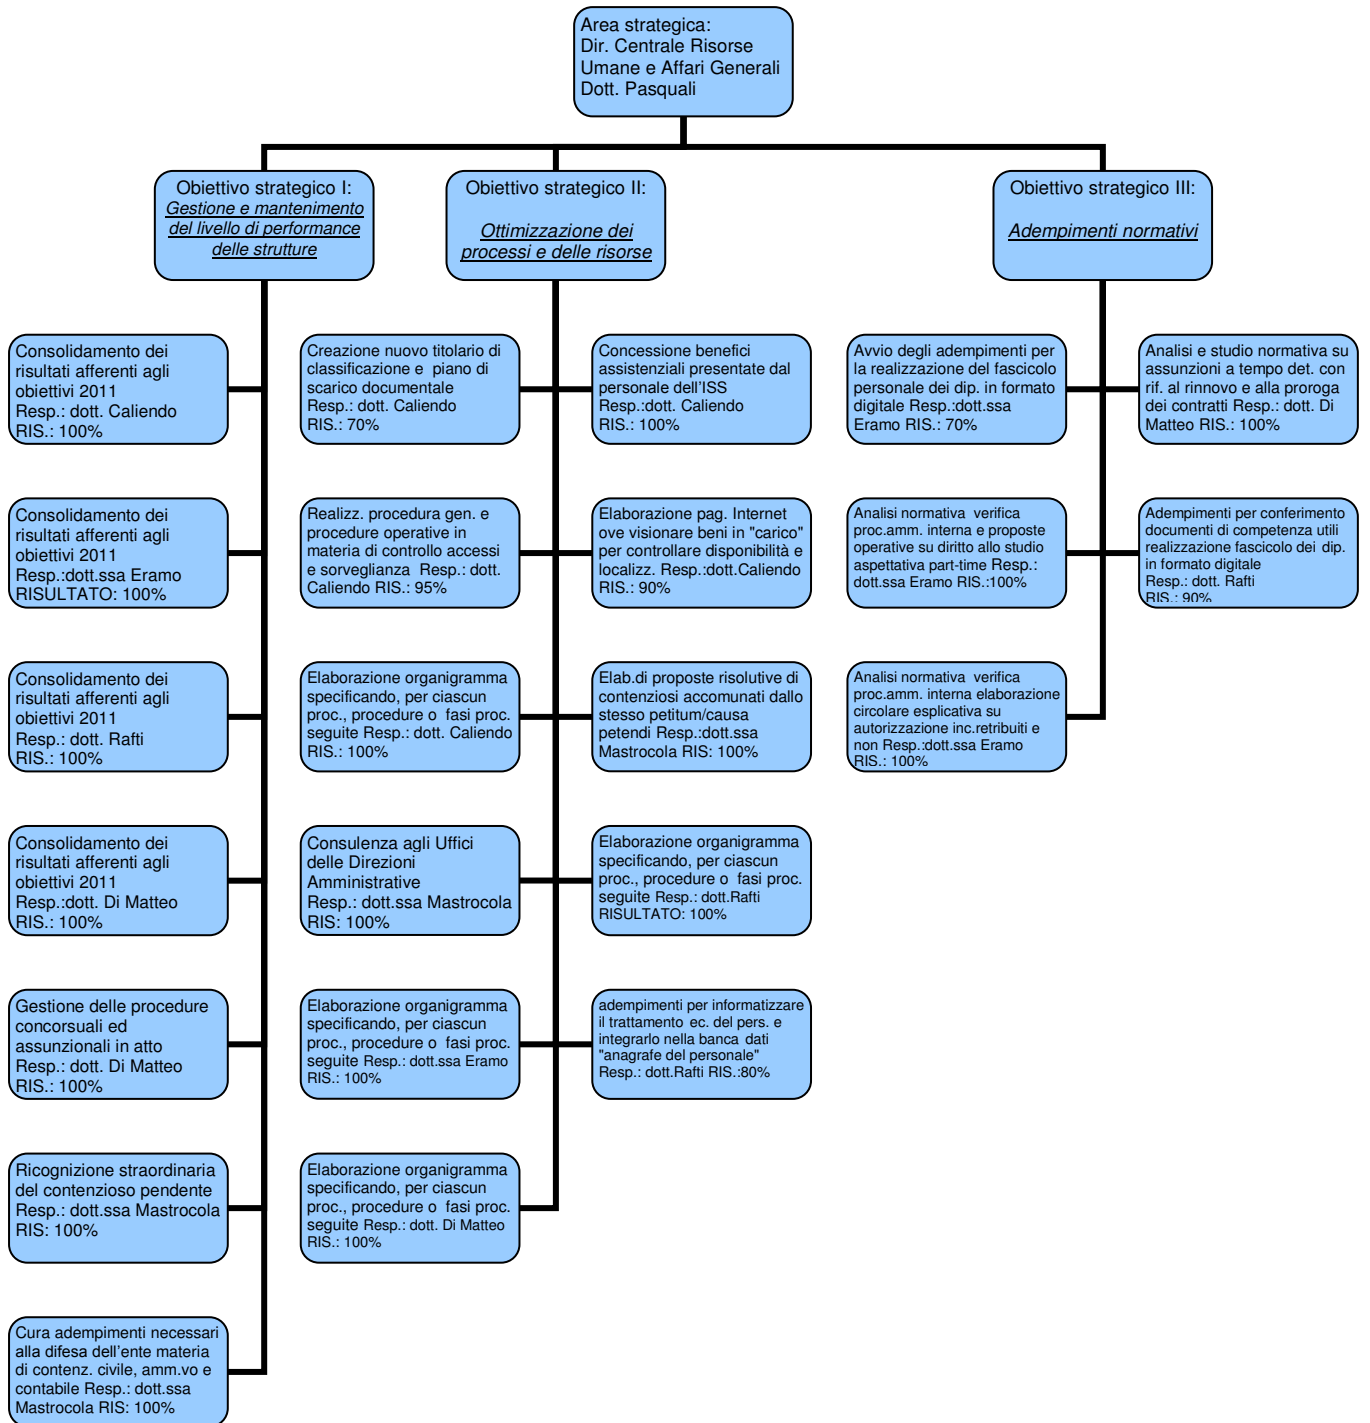 Area strategica:
Dir. Centrale Risorse
Umane e Affari Generali
Dott. Pasquali
Obiettivo strategico I:
Gestione e mantenimento
del livello di performance
delle strutture
Obiettivo strategico II:
Ottimizzazione dei
processi e delle risorse
Obiettivo strategico III:
Adempimenti normativi
Consolidamento dei
risultati afferenti agli
obiettivi 2011
Resp.: dott. Caliendo
RIS.: 100%
Creazione nuovo titolario di
classificazione e piano di
scarico documentale
Resp.: dott. Caliendo
RIS.: 70%
Concessione benefici
assistenziali presentate dal
personale dell'ISS
Resp.:dott. Caliendo
RIS.: 100%
Avvio degli adempimenti per
la realizzazione del fascicolo
personale dei dip. in formato
digitale Resp.:dott.ssa
Eramo RIS.: 70%
Analisi e studio normativa su
assunzioni a tempo det. con
rif. al rinnovo e alla proroga
dei contratti Resp.: dott. Di
Matteo RIS.: 100%
Consolidamento dei
risultati afferenti agli
obiettivi 2011
Resp.:dott.ssa Eramo
RISULTATO: 100%
Realizz. procedura gen. e
procedure operative in
materia di controllo accessi
e sorveglianza Resp.: dott.
Caliendo RIS.: 95%
Elaborazione pag. Internet
ove visionare beni in "carico"
per controllare disponibilità e
localizz. Resp.:dott.Caliendo
RIS.: 90%
Analisi normativa verifica
proc.amm. interna e proposte
operative su diritto allo studio
aspettativa part-time Resp.:
dott.ssa Eramo RIS.:100%
Adempimenti per conferimento
documenti di competenza utili
realizzazione fascicolo dei dip.
in formato digitale
Resp.: dott. Rafti
RIS.: 90%
Consolidamento dei
risultati afferenti agli
obiettivi 2011
Resp.: dott. Rafti
RIS.: 100%
Elaborazione organigramma
specificando, per ciascun
proc., procedure o fasi proc.
seguite Resp.: dott. Caliendo
RIS.: 100%
Elab.di proposte risolutive di
contenziosi accomunati dallo
stesso petitum/causa
petendi Resp.:dott.ssa
Mastrocola RIS: 100%
Analisi normativa verifica
proc.amm. interna elaborazione
circolare esplicativa su
autorizzazione inc.retribuiti e
non Resp.:dott.ssa Eramo
RIS.: 100%
Consolidamento dei
risultati afferenti agli
obiettivi 2011
Resp.:dott. Di Matteo
RIS.: 100%
Consulenza agli Uffici
delle Direzioni
Amministrative
Resp.: dott.ssa Mastrocola
RIS: 100%
Elaborazione organigramma
specificando, per ciascun
proc., procedure o fasi proc.
seguite Resp.: dott.Rafti
RISULTATO: 100%
Gestione delle procedure
concorsuali ed
assunzionali in atto
Resp.: dott. Di Matteo
RIS.: 100%
Elaborazione organigramma
specificando, per ciascun
proc., procedure o fasi proc.
seguite Resp.: dott.ssa Eramo
RIS.: 100%
adempimenti per informatizzare
il trattamento ec. del pers. e
integrarlo nella banca dati
"anagrafe del personale"
Resp.: dott.Rafti RIS.:80%
Ricognizione straordinaria
del contenzioso pendente
Resp.: dott.ssa Mastrocola
RIS: 100%
Elaborazione organigramma
specificando, per ciascun
proc., procedure o fasi proc.
seguite Resp.: dott. Di Matteo
RIS.: 100%
Cura adempimenti necessari
alla difesa dell'ente materia
di contenz. civile, amm.vo e
contabile Resp.: dott.ssa
Mastrocola RIS: 100%